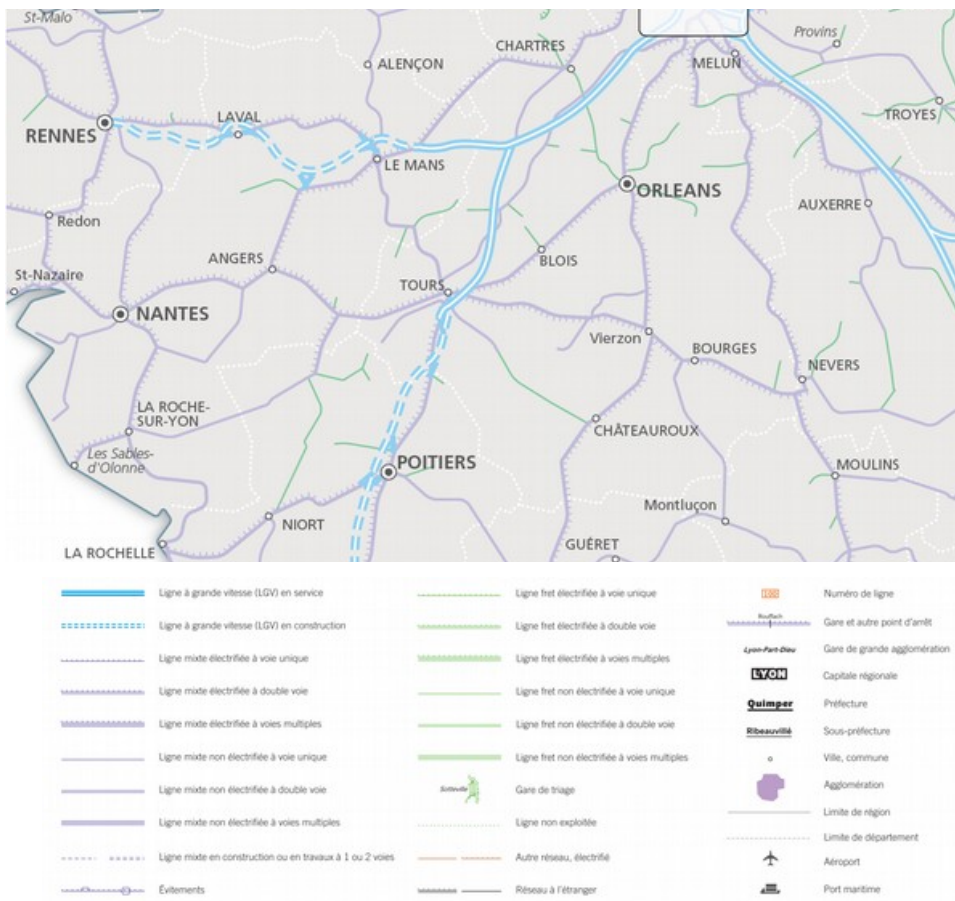 St-Malo
CHARTRES
Provins
ALENÇON
MELUN
TROYES
RENNES
LAVAL
LE MANS
ORLEANS
AUXERRE
Redon
ANGERS
BLOIS
St-Nazaire
TOURS
NANTES
Vierzon
BOURGES
NEVERS
LA ROCHE-
SUR-YON
CHÂTEAUROUX
Les Sables-
d'Olonne
POITIERS
MOULINS
NIORT
Montluçon
LA ROCHELLE
GUÉRET
Ligne à grande vitesse (LGV) en service
Ligne à grande vitesse (LGV) en construction
Ligne mixte électrifiée à voie unique
Ligne mixte électrifiée à double voie
Ligne mixte électrifiée à voies multiples
Ligne mixte non électrifiée à voie unique
Ligne mixte non électrifiée à double voie
Ligne mixte non électrifiée à voies multiples
Ligne mixte en construction ou en travaux à 1 ou 2 voies
Évitements
Ligne fret électrifiée à voie unique
Ligne fret électrifiée à double voie
Ligne fret électrifiée à voies multiples
Ligne fret non électrifiée à voie unique
Ligne fret non électrifiée à double voie
Ligne fret non électrifiée à voies multiples
Sotteville Gare de triage
Ligne non exploitée
Autre réseau, électrifié
Réseau à l'étranger
Numéro de ligne
Rouffach Gare et autre point d'arrêt
Lyon-Part-Dieu Gare de grande agglomération
LYON Capitale régionale
Quimper Préfecture
Ribeauvillé Sous-préfecture
Ville, commune
Agglomération
Limite de région
Limite de département
Aéroport
Port maritime